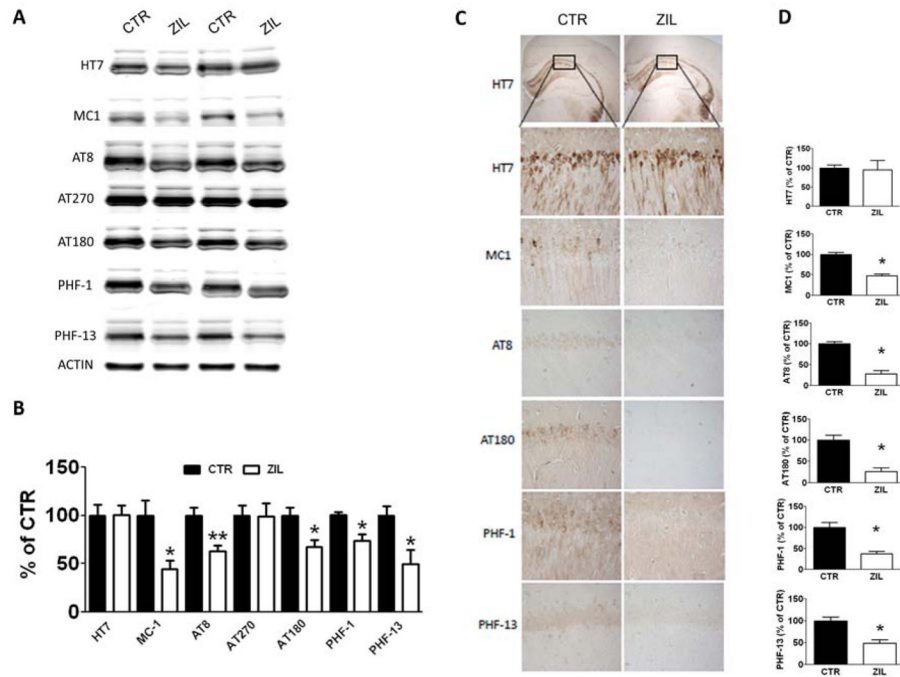 A
CTR ZIL CTR ZIL
HT7
MC1
AT8
AT270
AT180
PHF-1
PHF-13
ACTIN
B
% of CTR
150
100
50
0
CTR ZIL
* ** * * *
HT7 MC-1 AT8 AT270 AT180 PHF-1 PHF-13
C
CTR ZIL
HT7
HT7
MC1
AT8
AT180
PHF-1
PHF-13
D
HT7 (% of CTR)
150
100
50
0
CTR ZIL
MC1 (% of CTR)
150
100
50
0
*
CTR ZIL
AT8 (% of CTR)
150
100
50
0
*
CTR ZIL
AT180 (% of CTR)
150
100
50
0
*
CTR ZIL
PHF-1 (% of CTR)
150
100
50
0
*
CTR ZIL
PHF-13 (% of CTR)
150
100
50
0
*
CTR ZIL